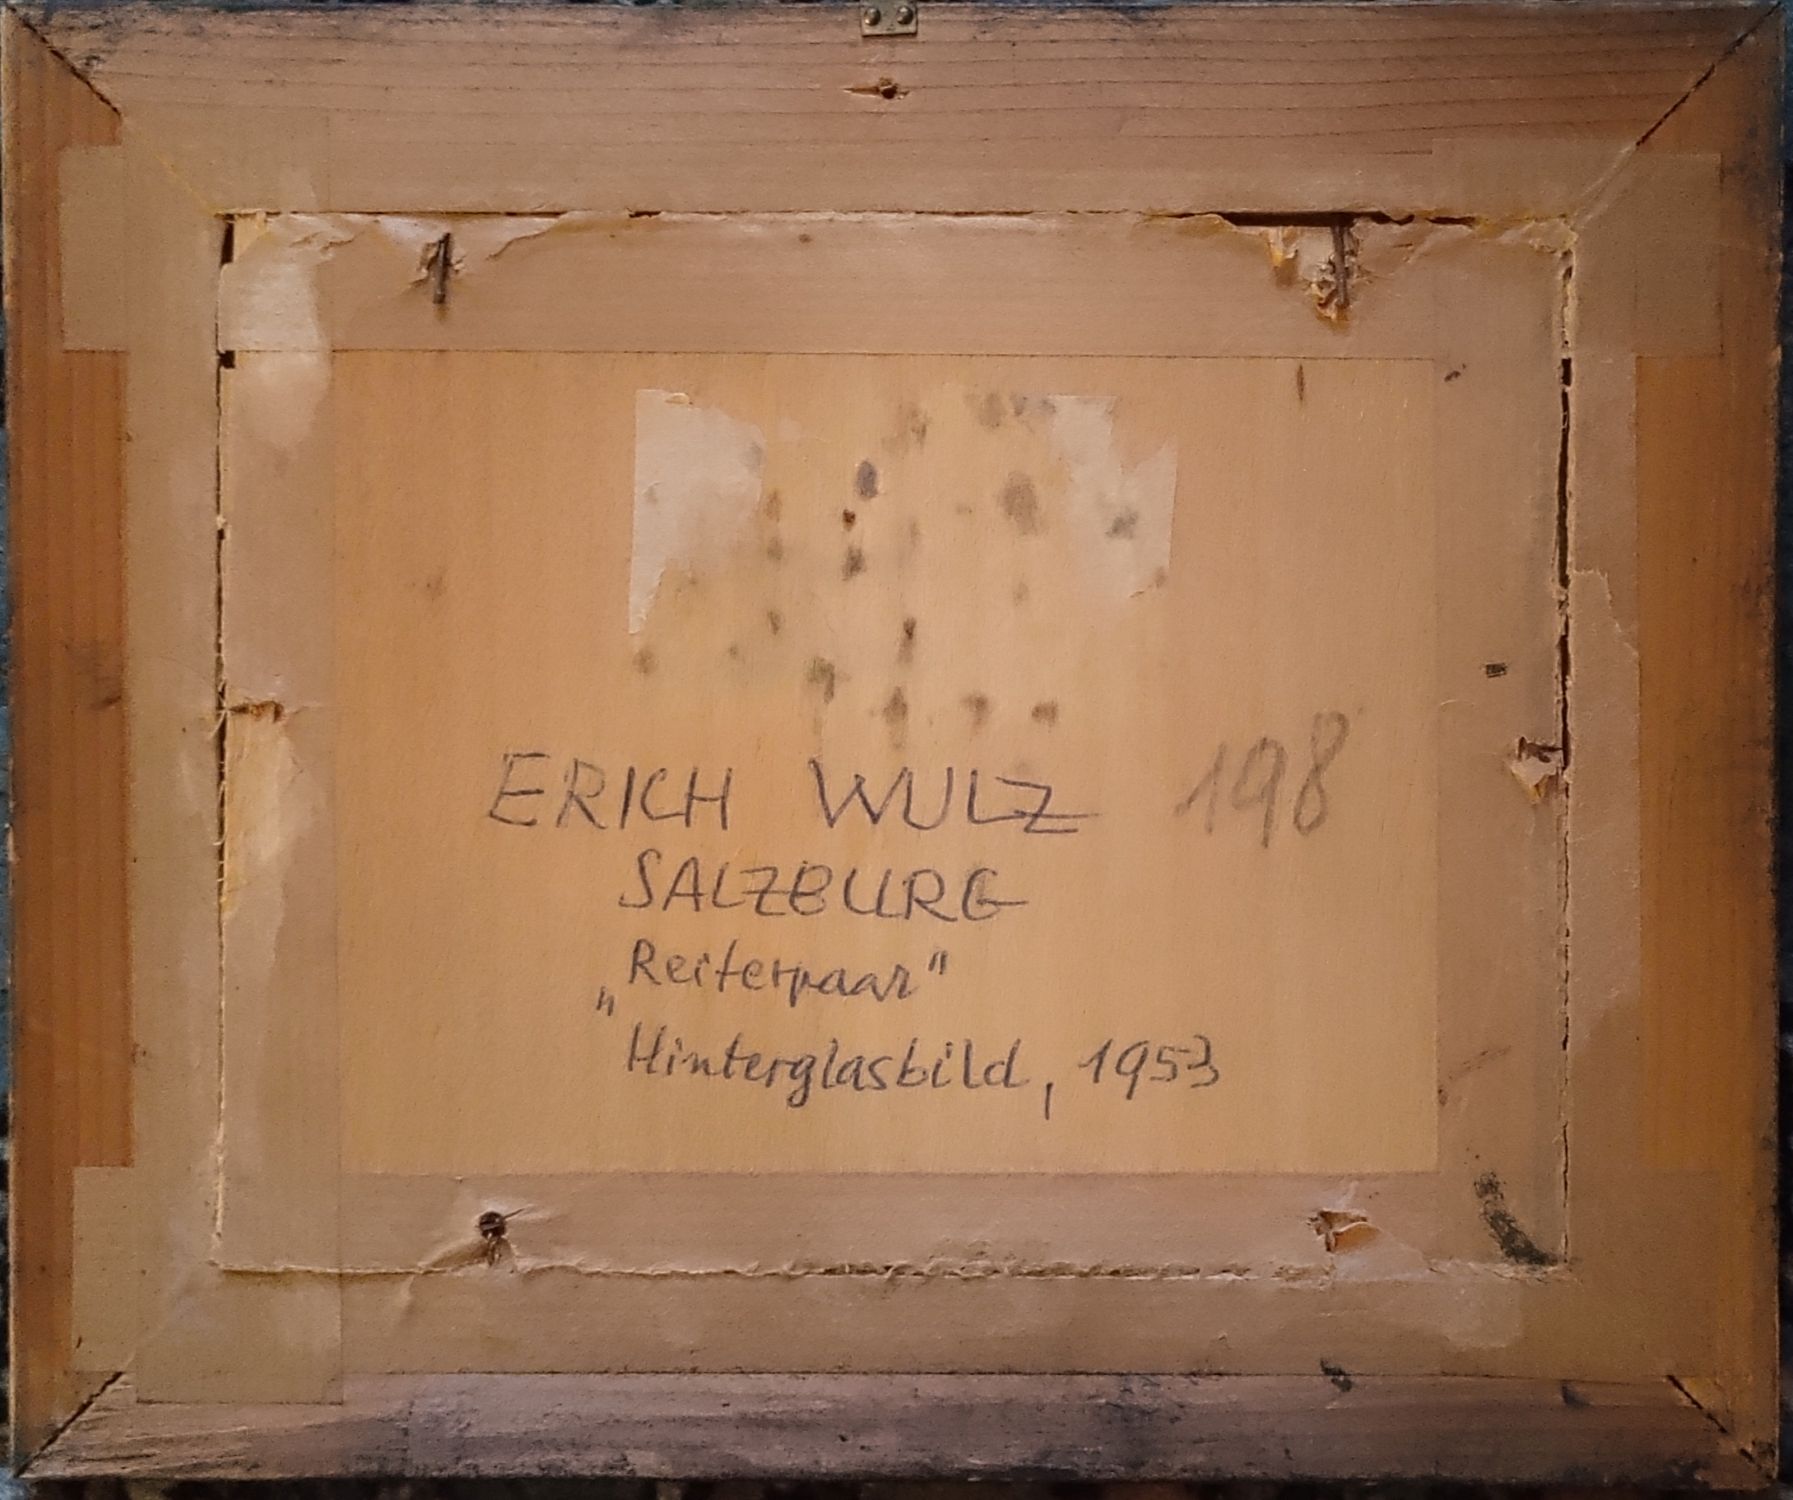 ERICH WULZ 198
SALZBURG
„Reiterpaar"
Hinterglasbild, 1953